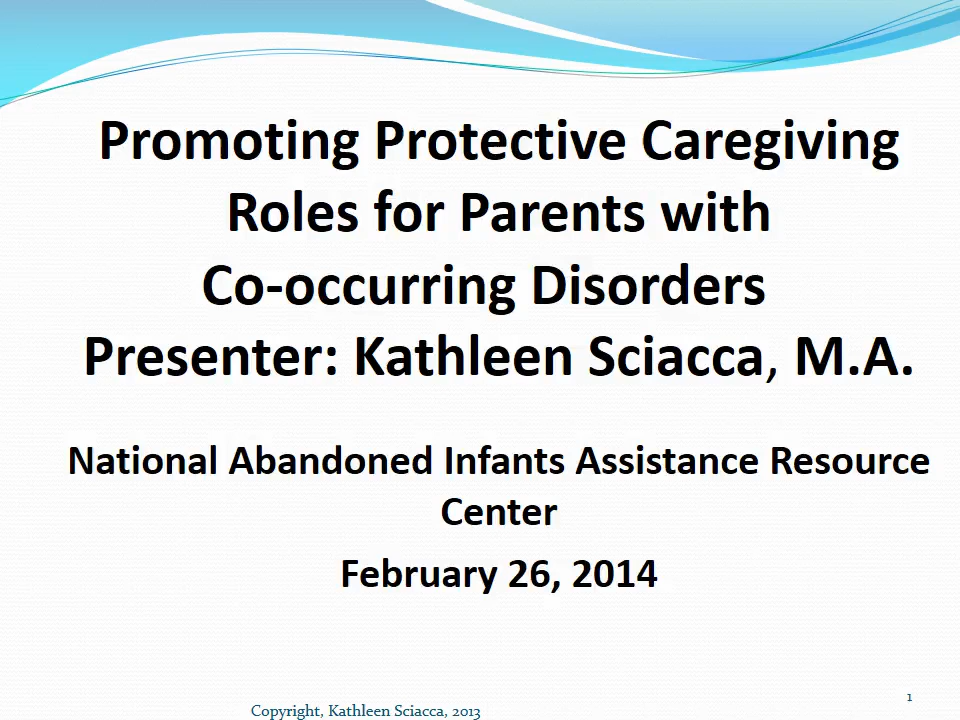 Promoting Protective Caregiving
Roles for Parents with
Co-occurring Disorders
Presenter: Kathleen Sciacca, M.A.
National Abandoned Infants Assistance Resource
Center
February 26, 2014
1
Copyright, Kathleen Sciacca, 2013